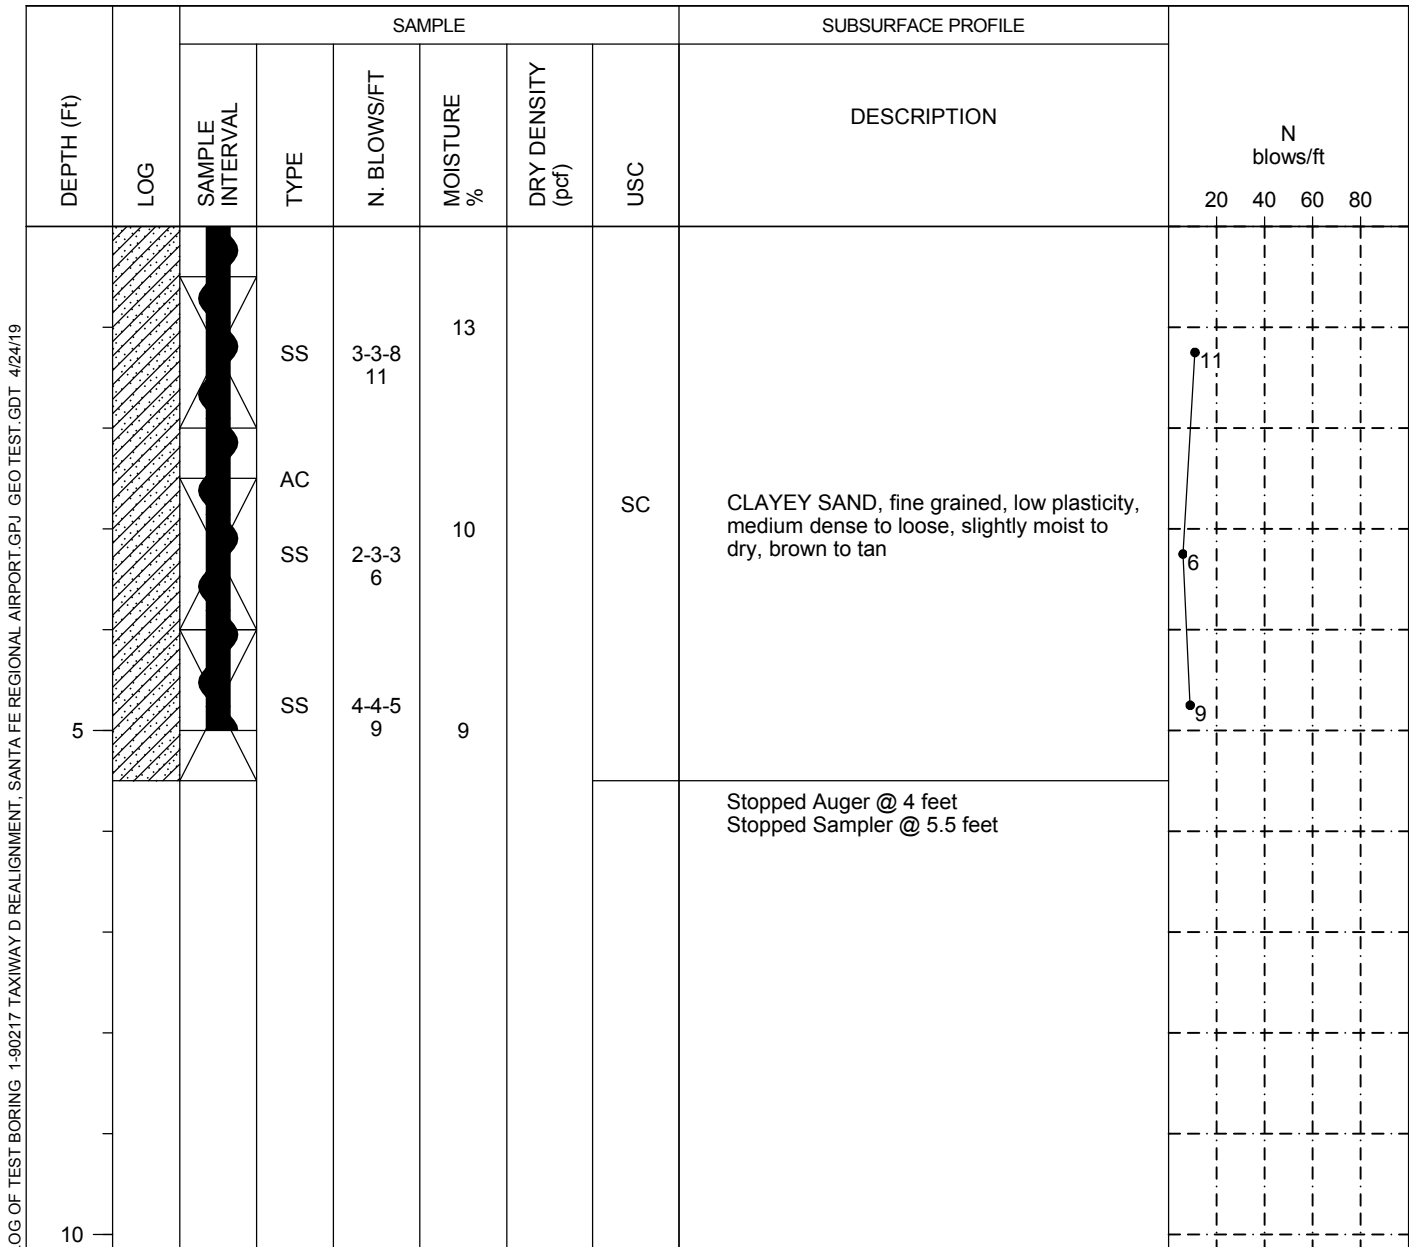 SAMPLE
SUBSURFACE PROFILE
DEPTH (Ft)
LOG
SAMPLE
INTERVAL
TYPE
N. BLOWS/FT
MOISTURE
%
DRY DENSITY
(pcf)
USC
DESCRIPTION
N
blows/ft
20 40 60 80
13
SS 3-3-8
11
11
AC
SC
CLAYEY SAND, fine grained, low plasticity,
medium dense to loose, slightly moist to
dry, brown to tan
10
SS 2-3-3
6
6
SS 4-4-5
9
5
9
9
Stopped Auger @ 4 feet
Stopped Sampler @ 5.5 feet
10
LOG OF TEST BORING 1-90217 TAXIWAY D REALIGNMENT, SANTA FE REGIONAL AIRPORT.GPJ GEO TEST.GDT 4/24/19